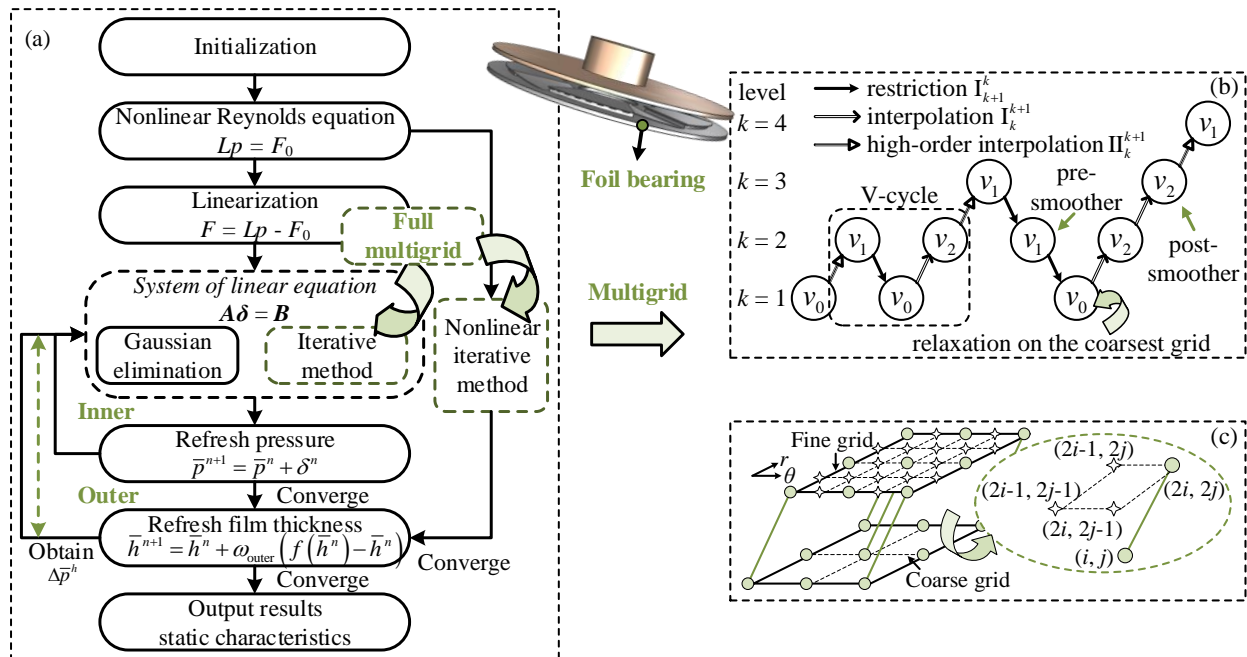 (a)
Initialization
Nonlinear Reynolds equation
Lp = F₀
Linearization
F = Lp - F₀
Full
multigrid
System of linear equation
Aδ = B
Gaussian
elimination
Iterative
method
Nonlinear
iterative
method
Inner
Refresh pressure
p̅ⁿ⁺¹ = p̅ⁿ + δⁿ
Outer
Converge
Refresh film thickness
h̅ⁿ⁺¹ = h̅ⁿ + ω_outer (f(h̅ⁿ) − h̅ⁿ)
Obtain
Δp̅ʰ
Converge
Converge
Output results
static characteristics
Foil bearing
Multigrid
(b)
level
restriction I_{k+1}^{k}
k = 4
interpolation I_{k}^{k+1}
high-order interpolation II_{k}^{k+1}
v₁
k = 3
v₁
pre-
smoother
v₂
V-cycle
k = 2
v₁
v₂
v₁
v₂
post-
smoother
k = 1
v₀
v₀
v₀
relaxation on the coarsest grid
(c)
Fine grid
r
θ
Coarse grid
(2i-1, 2j)
(2i-1, 2j-1)
(2i, 2j)
(2i, 2j-1)
(i, j)